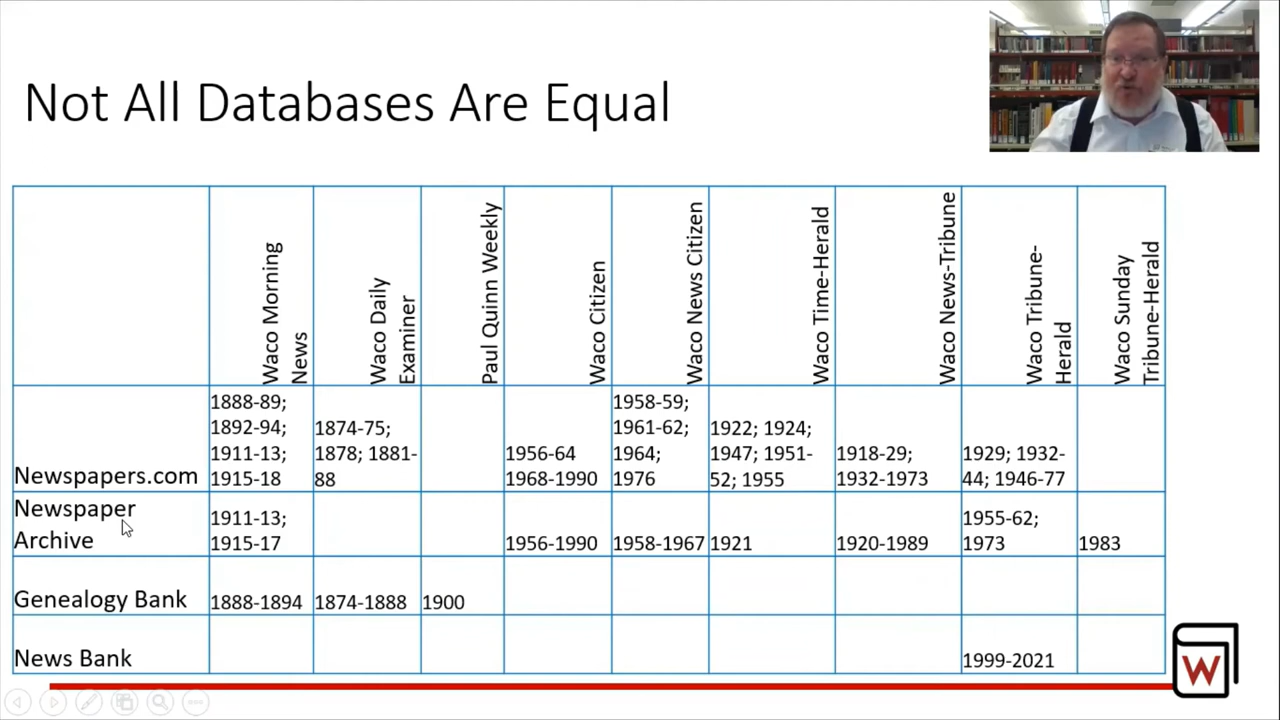 Not All Databases Are Equal
Waco Morning
News
Waco Daily
Examiner
Paul Quinn Weekly
Waco Citizen
Waco News Citizen
Waco Time-Herald
Waco News-Tribune
Waco Tribune-
Herald
Waco Sunday
Tribune-Herald
Newspapers.com
1888-89;
1892-94;
1911-13;
1915-18
1874-75;
1878; 1881-
88
1956-64
1968-1990
1958-59;
1961-62;
1964;
1976
1922; 1924;
1947; 1951-
52; 1955
1918-29;
1932-1973
1929; 1932-
44; 1946-77
Newspaper
Archive
1911-13;
1915-17
1956-1990
1958-1967
1921
1920-1989
1955-62;
1973
1983
Genealogy Bank
1888-1894
1874-1888
1900
News Bank
1999-2021
W